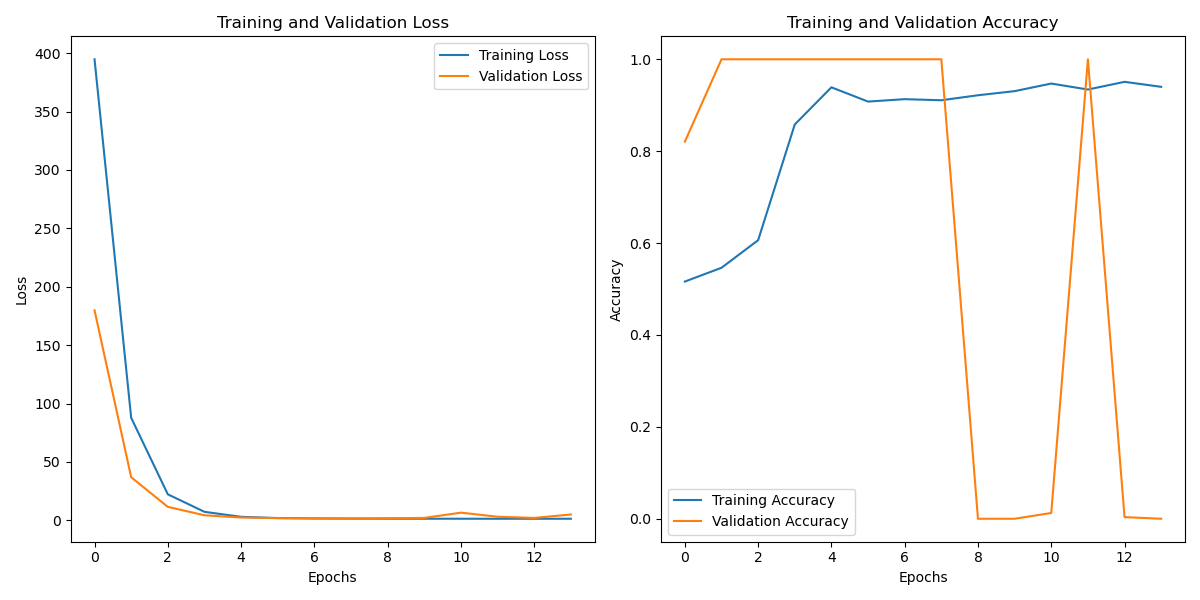 Training and Validation Loss
400
350
300
250
200
150
100
50
0
Loss
0 2 4 6 8 10 12
Epochs
Training Loss
Validation Loss
Training and Validation Accuracy
1.0
0.8
0.6
0.4
0.2
0.0
Accuracy
0 2 4 6 8 10 12
Epochs
Training Accuracy
Validation Accuracy